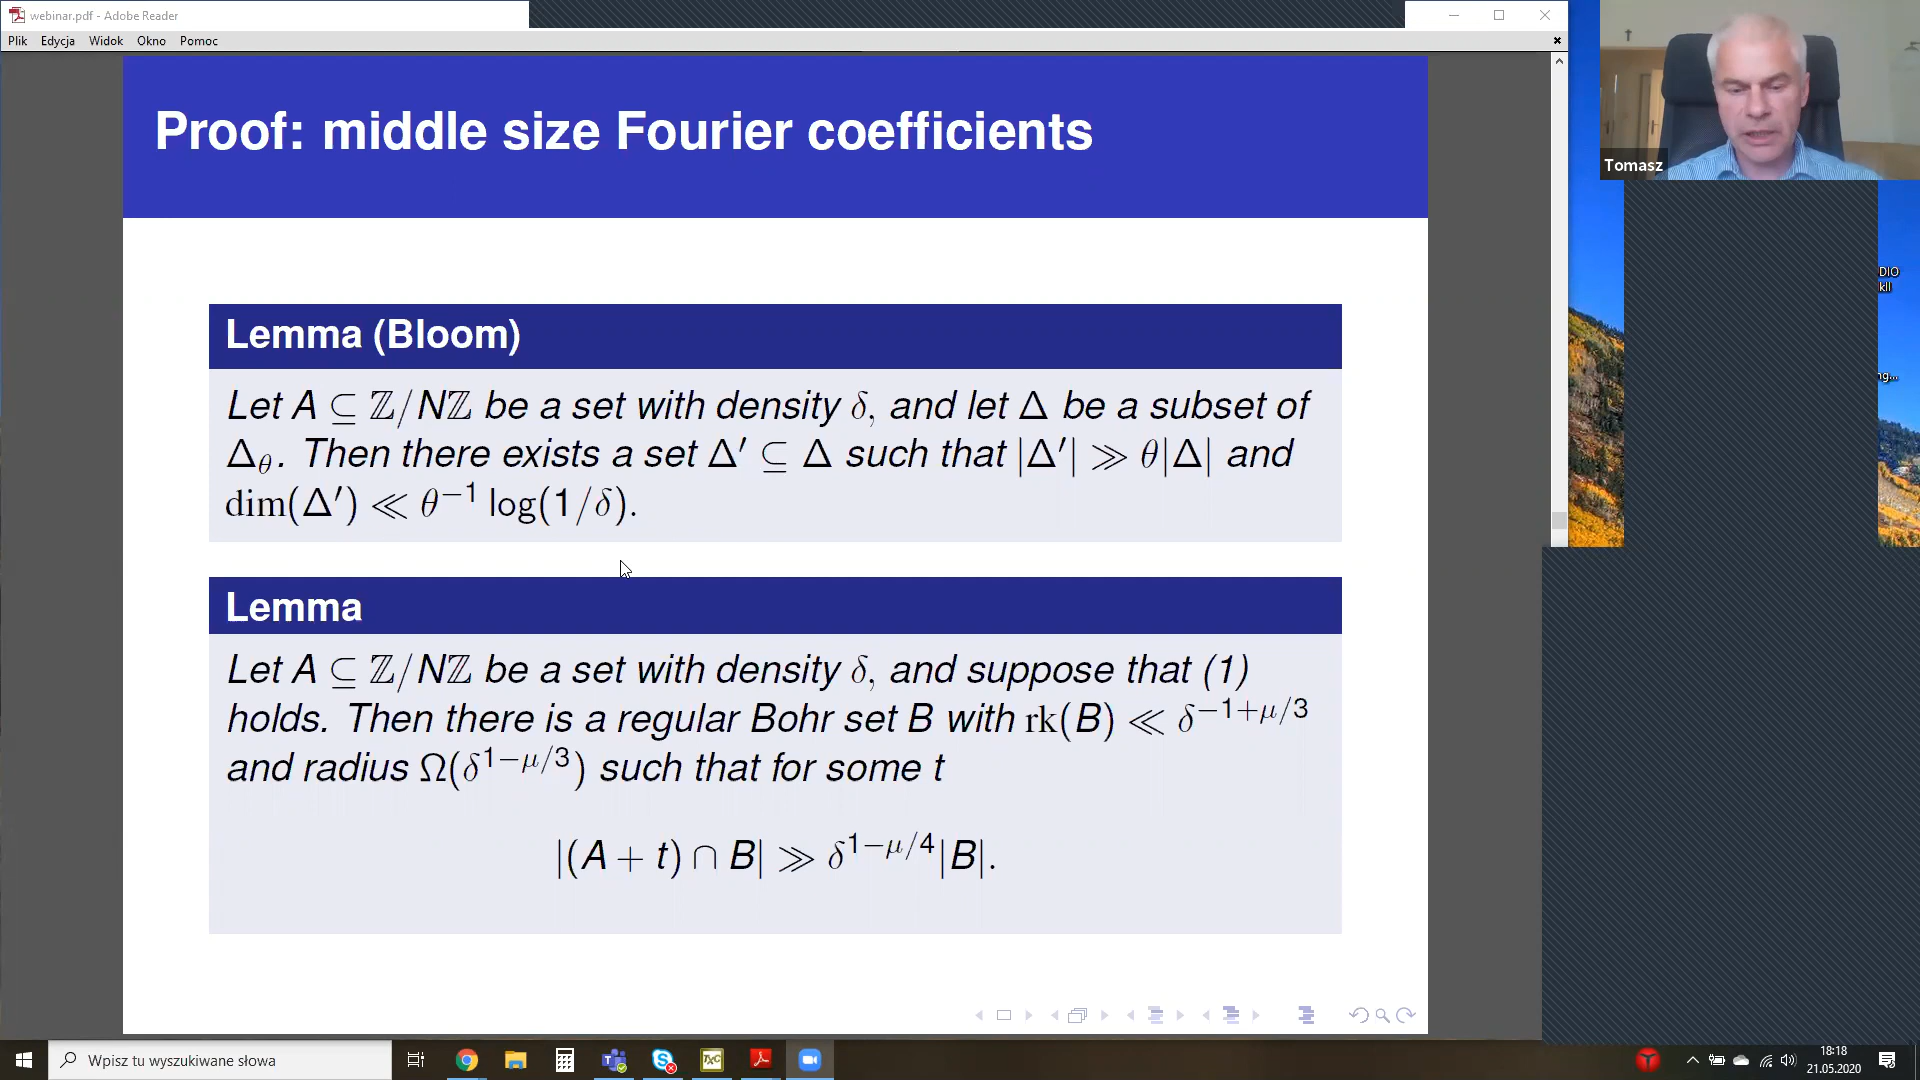 webinar.pdf - Adobe Reader
Plik Edycja Widok Okno Pomoc
Proof: middle size Fourier coefficients
Lemma (Bloom)
Let A ⊆ ℤ/Nℤ be a set with density δ, and let Δ be a subset of
Δ_θ. Then there exists a set Δ′ ⊆ Δ such that |Δ′| ≫ θ|Δ| and
dim(Δ′) ≪ θ⁻¹ log(1/δ).
Lemma
Let A ⊆ ℤ/Nℤ be a set with density δ, and suppose that (1)
holds. Then there is a regular Bohr set B with rk(B) ≪ δ^{−1+μ/3}
and radius Ω(δ^{1−μ/3}) such that for some t
|(A + t) ∩ B| ≫ δ^{1−μ/4}|B|.
Tomasz
DIO
kll
ng...
Wpisz tu wyszukiwane słowa
TXC
18:18
21.05.2020